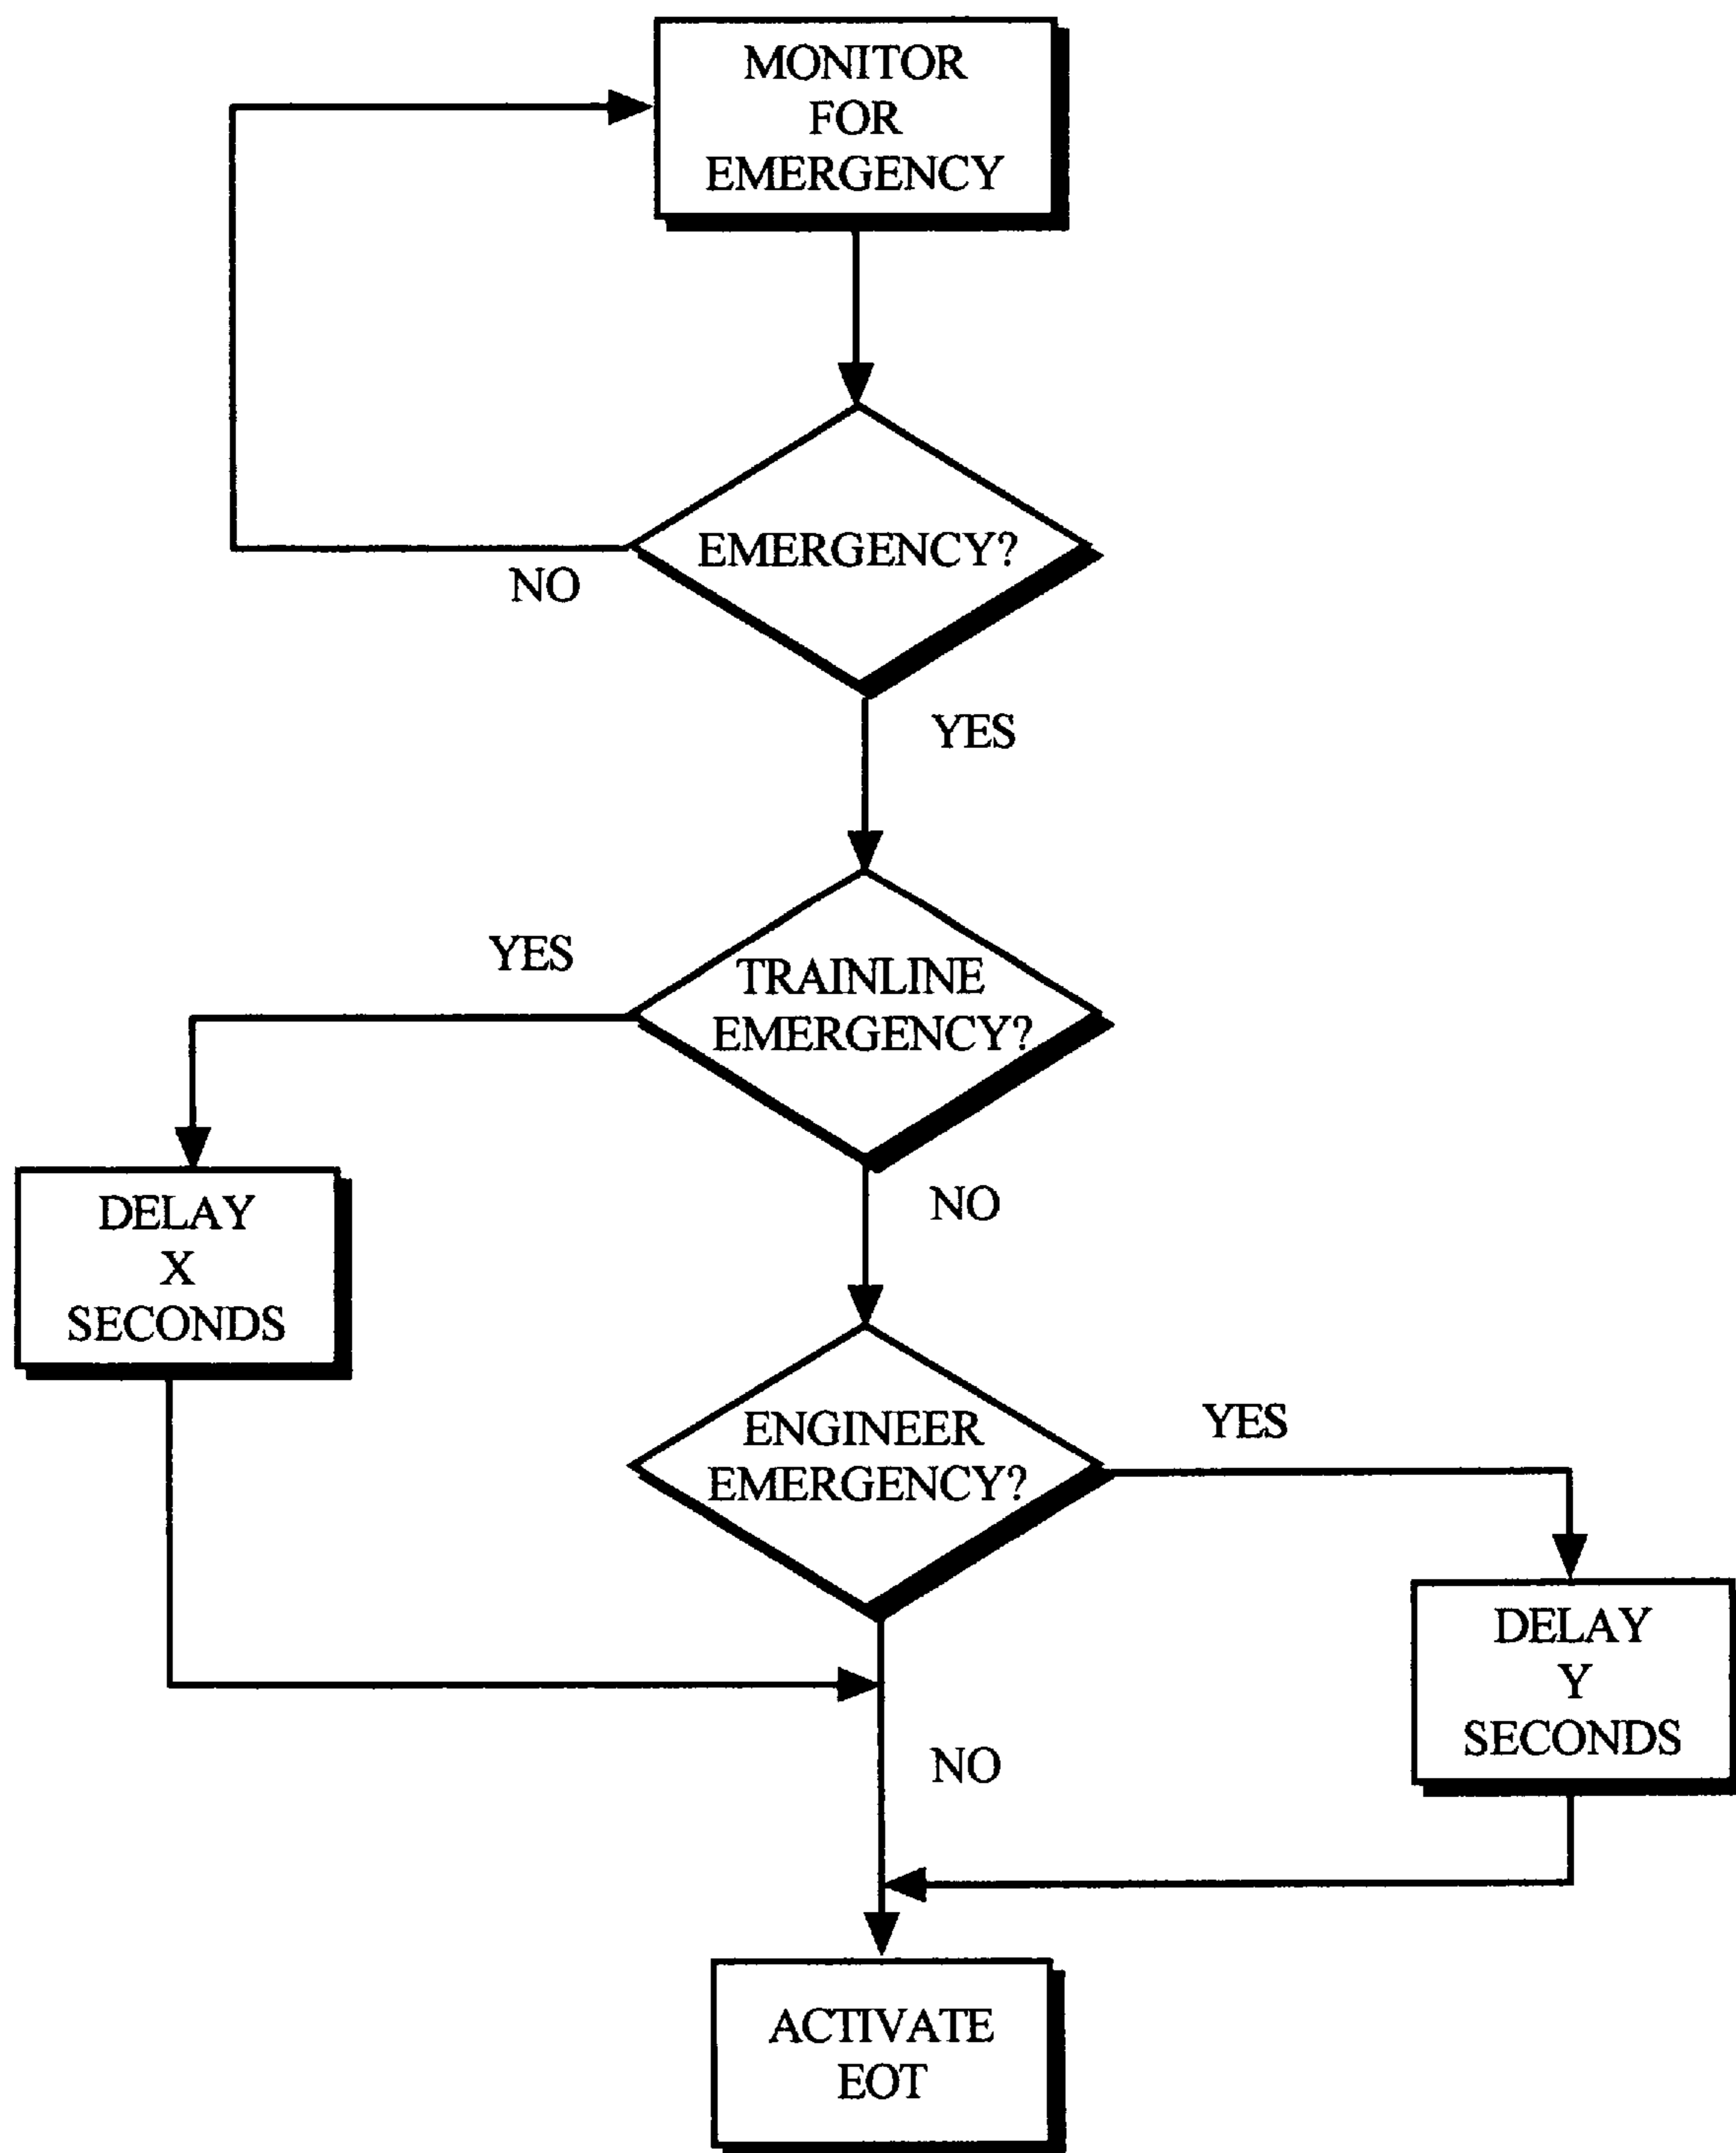 MONITOR
FOR
EMERGENCY
EMERGENCY?
NO
YES
YES
TRAINLINE
EMERGENCY?
NO
DELAY
X
SECONDS
ENGINEER
EMERGENCY?
YES
DELAY
Y
SECONDS
NO
ACTIVATE
EOT